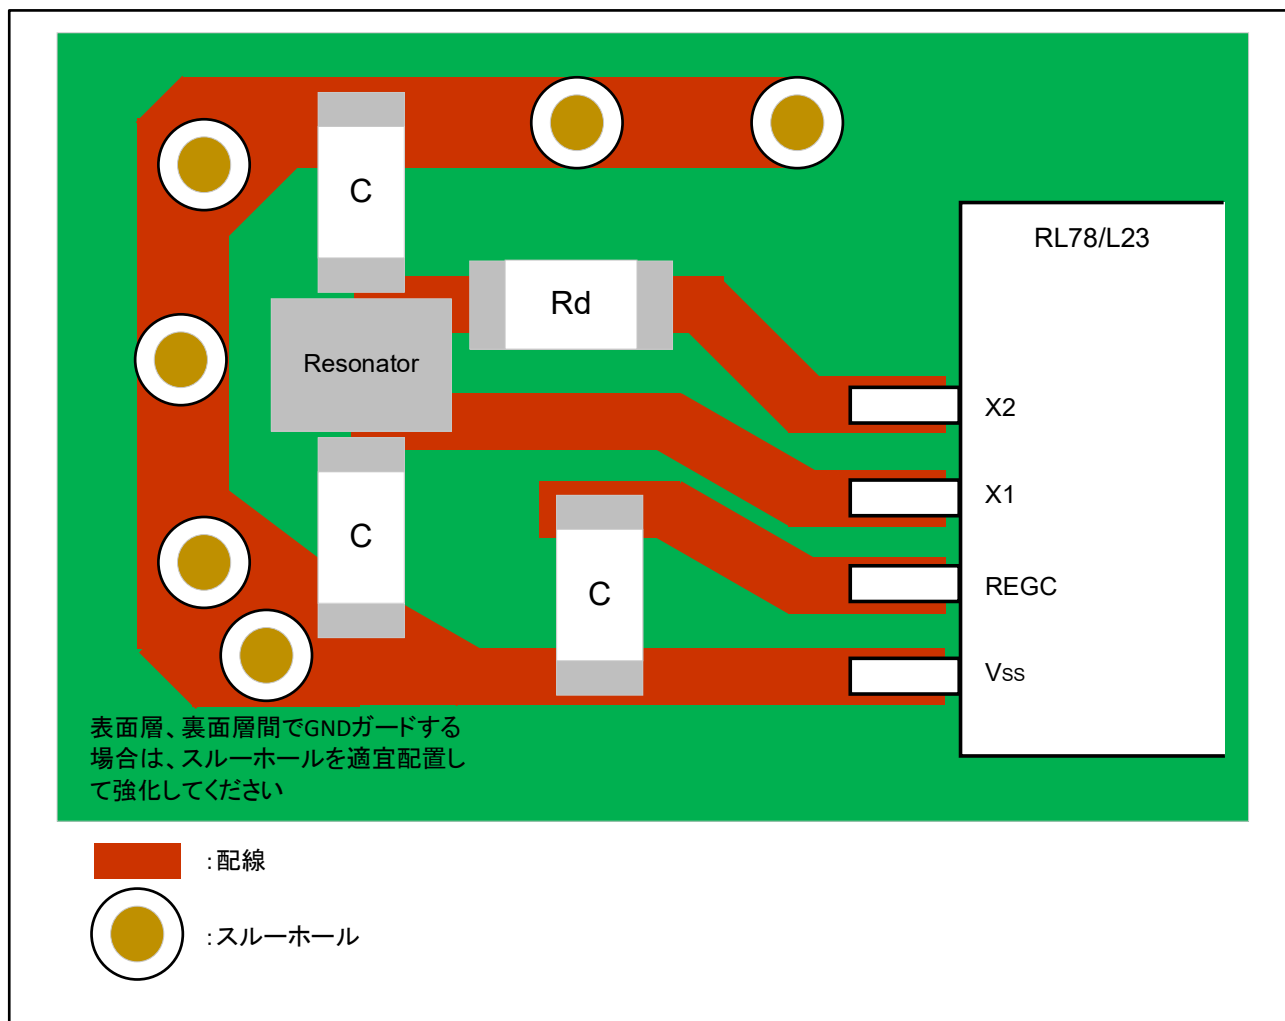 C
RL78/L23
Rd
Resonator
X2
X1
C
C
REGC
Vss
表面層、裏面層間でGNDガードする
場合は、スルーホールを適宜配置し
て強化してください
:配線
:スルーホール